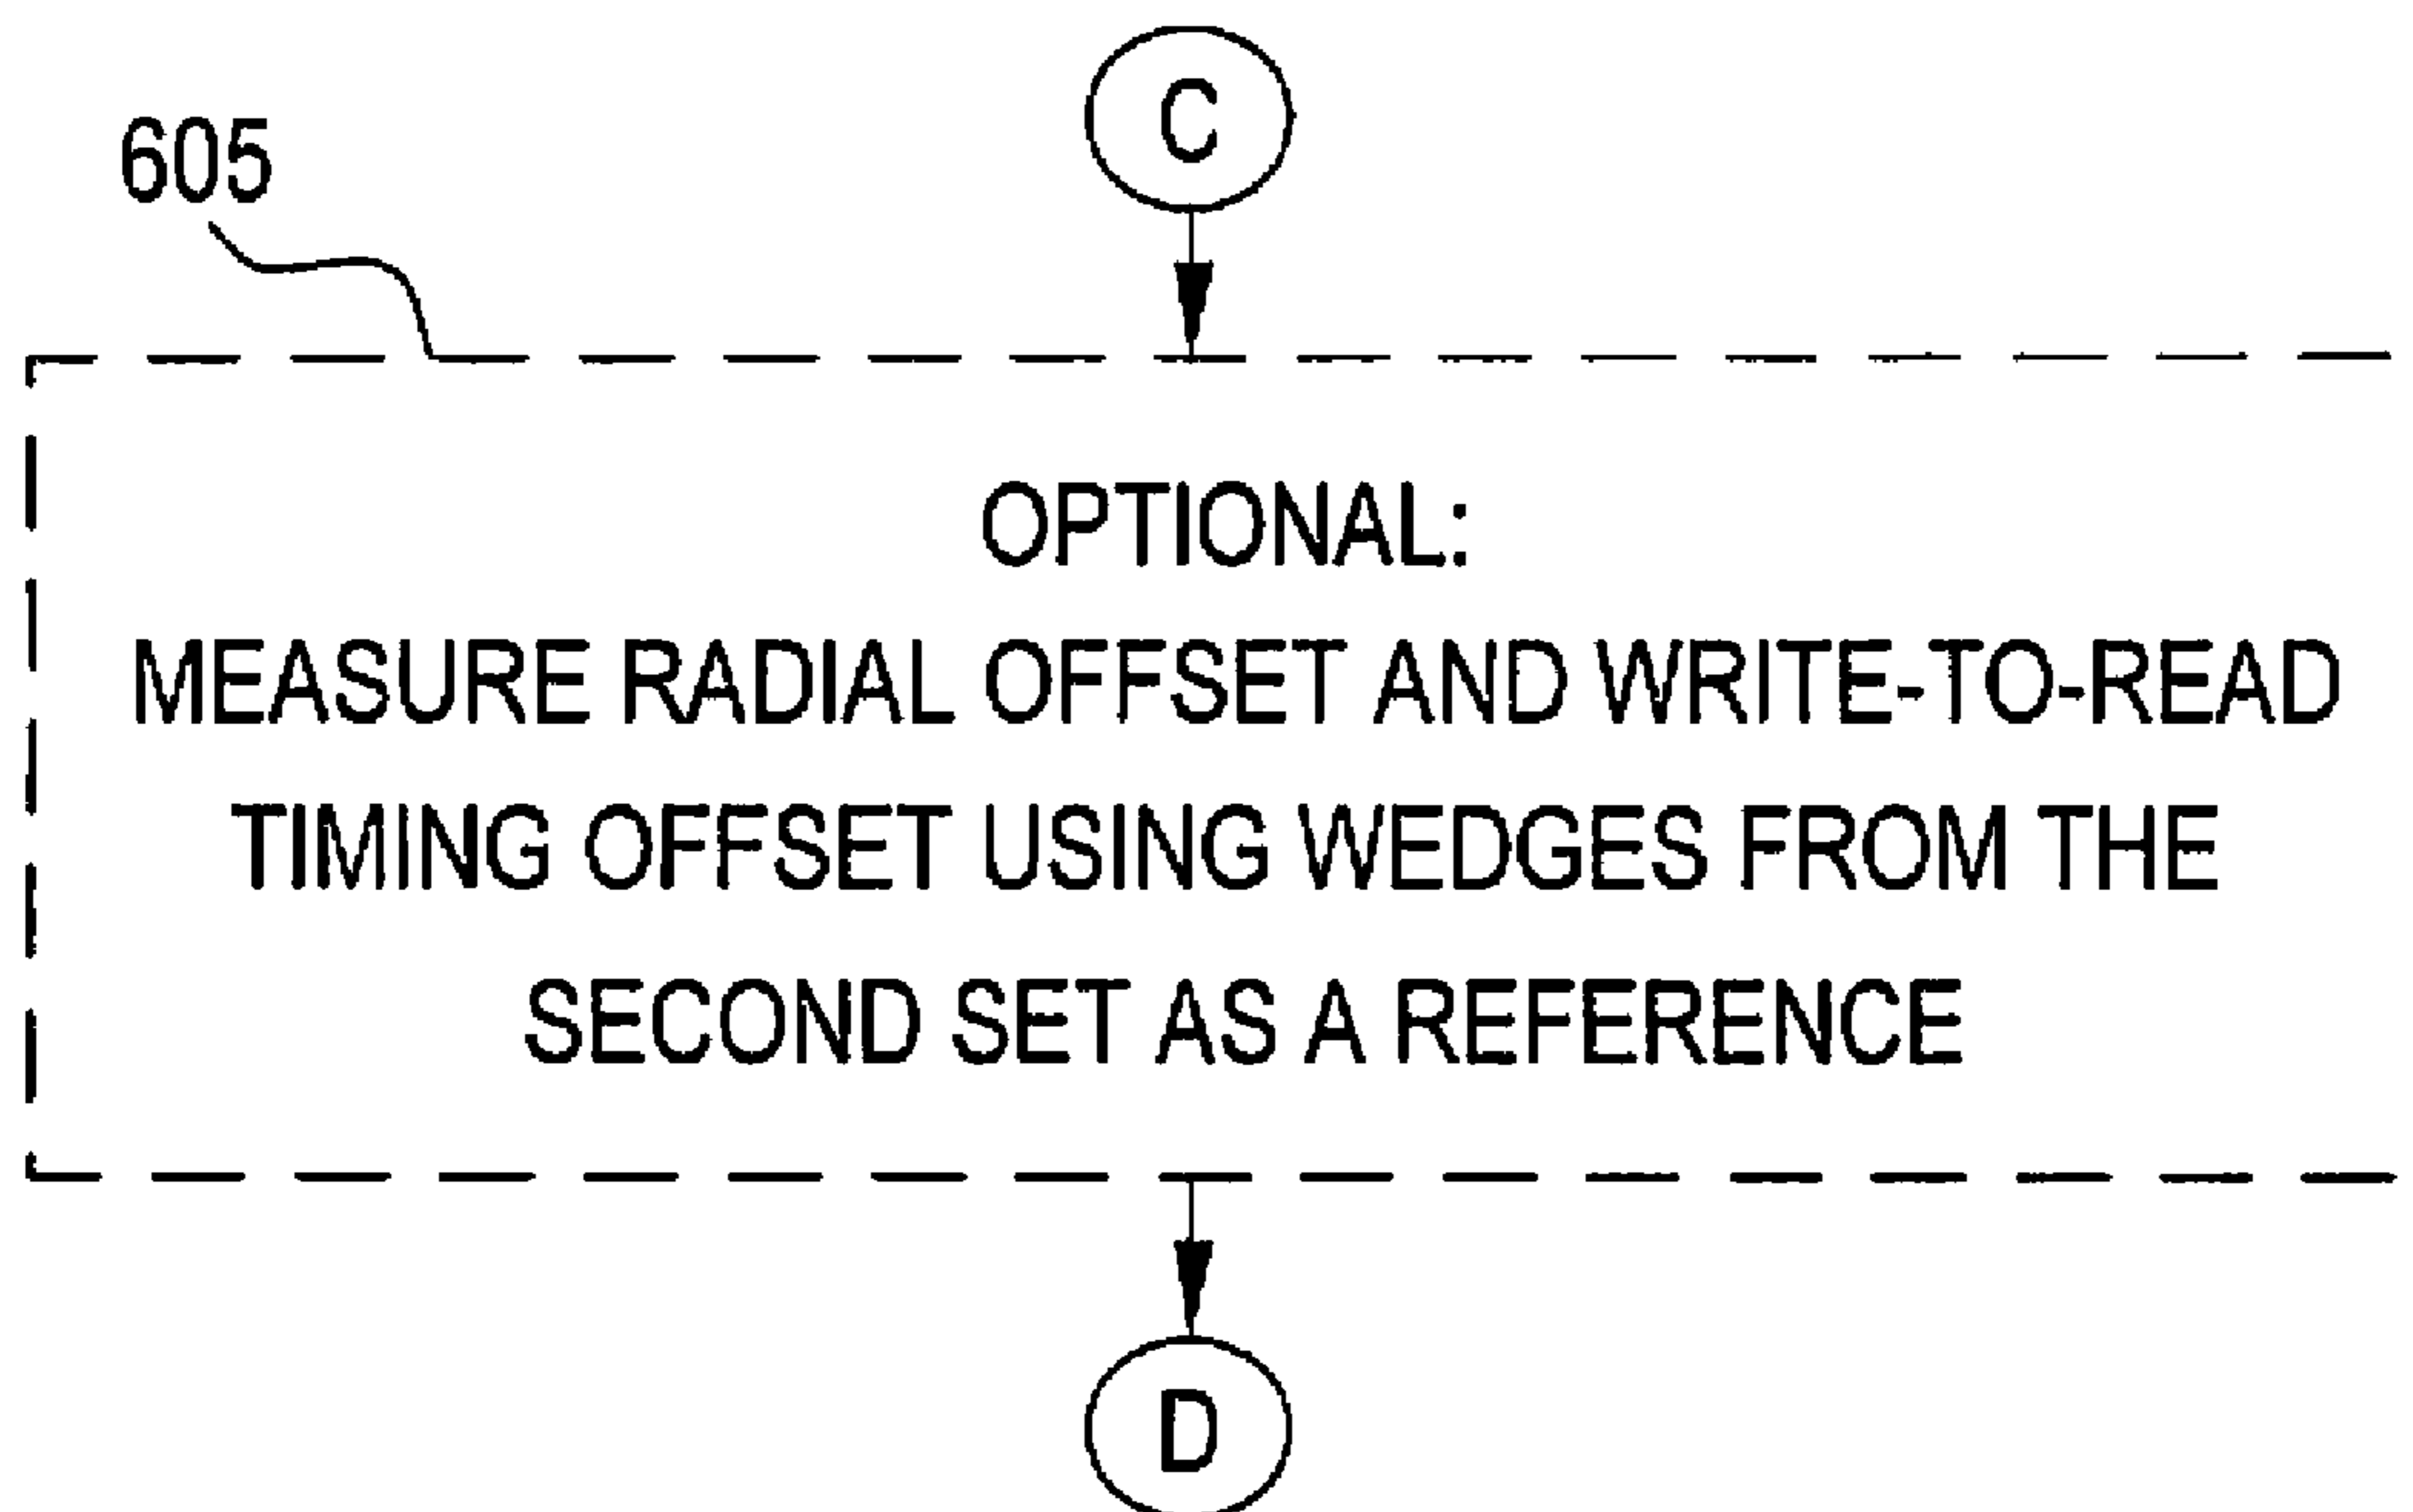 C
605
OPTIONAL:
MEASURE RADIAL OFFSET AND WRITE-TO-READ
TIMING OFFSET USING WEDGES FROM THE
SECOND SET AS A REFERENCE
D